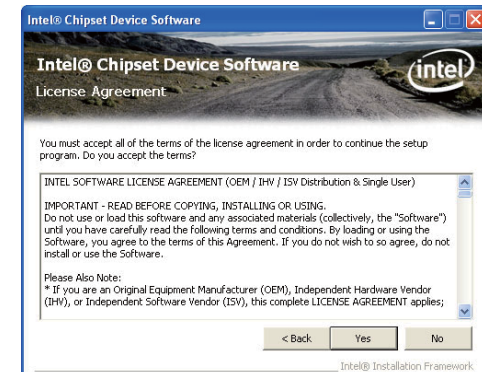 Intel® Chipset Device Software
Intel® Chipset Device Software
intel
License Agreement
You must accept all of the terms of the license agreement in order to continue the setup
program. Do you accept the terms?
INTEL SOFTWARE LICENSE AGREEMENT (OEM / IHV / ISV Distribution & Single User)
IMPORTANT - READ BEFORE COPYING, INSTALLING OR USING.
Do not use or load this software and any associated materials (collectively, the "Software")
until you have carefully read the following terms and conditions. By loading or using the
Software, you agree to the terms of this Agreement. If you do not wish to so agree, do not
install or use the Software.
Please Also Note:
* If you are an Original Equipment Manufacturer (OEM), Independent Hardware Vendor
(IHV), or Independent Software Vendor (ISV), this complete LICENSE AGREEMENT applies;
< Back Yes No
Intel® Installation Framework